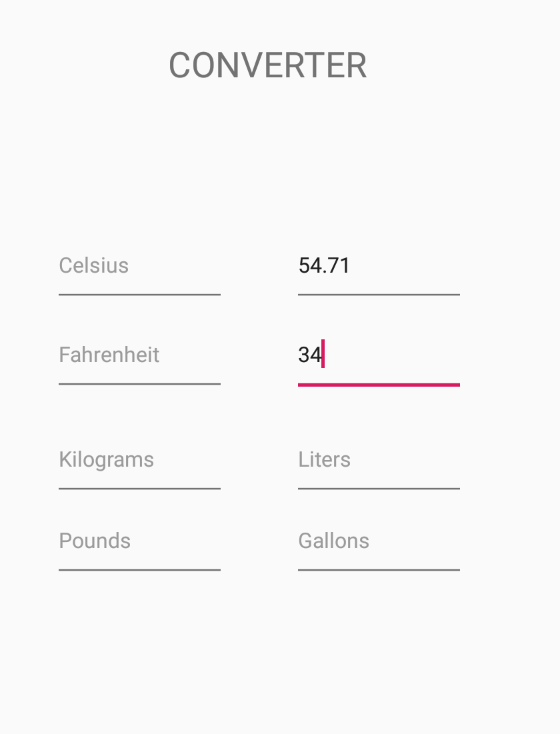 CONVERTER
Celsius 54.71
Fahrenheit 34
Kilograms Liters
Pounds Gallons